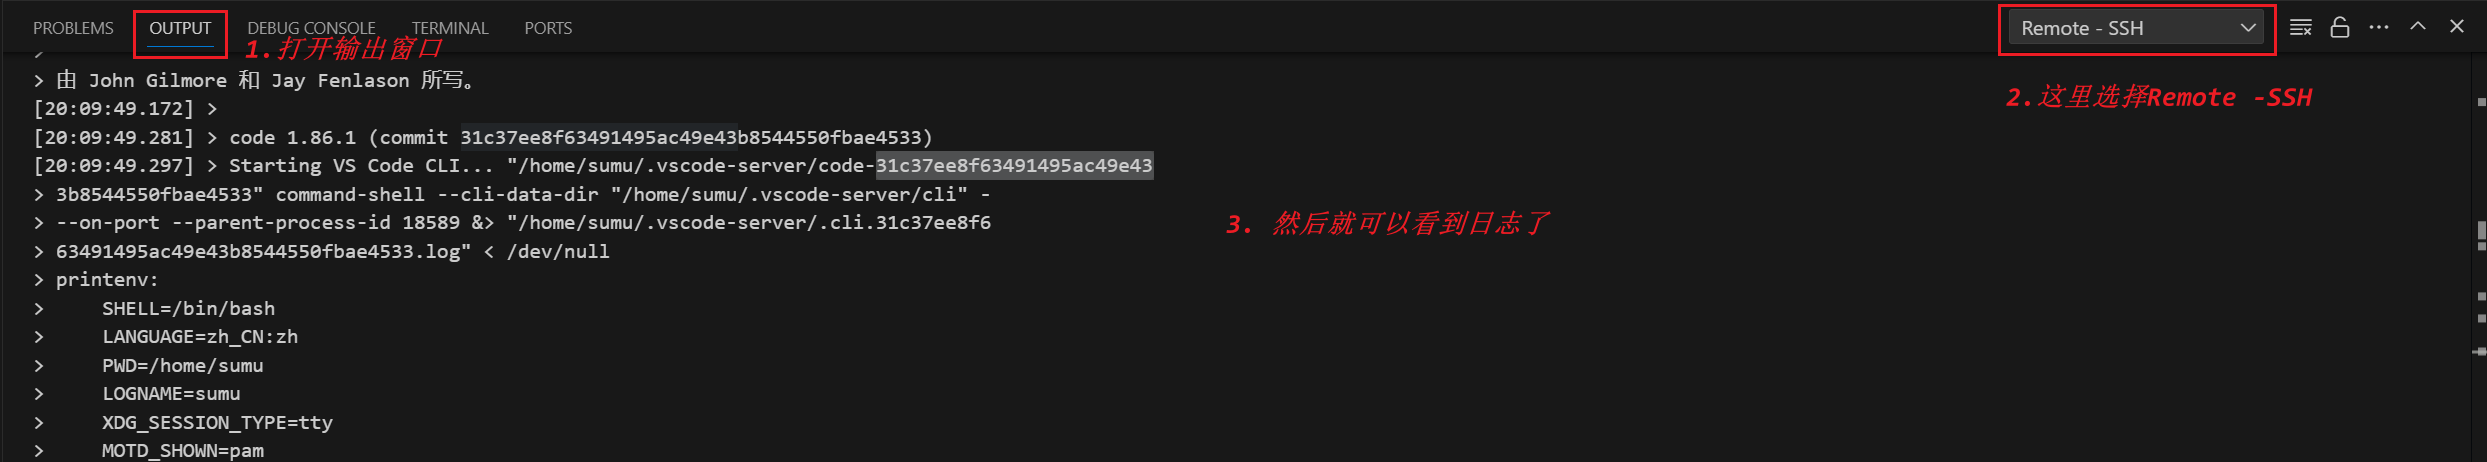 PROBLEMS OUTPUT DEBUG CONSOLE TERMINAL PORTS Remote - SSH
1.打开输出窗口
>
> 由 John Gilmore 和 Jay Fenlason 所写。
2.这里选择Remote -SSH
[20:09:49.172] >
[20:09:49.281] > code 1.86.1 (commit 31c37ee8f63491495ac49e43b8544550fbae4533)
[20:09:49.297] > Starting VS Code CLI... "/home/sumu/.vscode-server/code-31c37ee8f63491495ac49e43
> 3b8544550fbae4533" command-shell --cli-data-dir "/home/sumu/.vscode-server/cli" -
> --on-port --parent-process-id 18589 &> "/home/sumu/.vscode-server/.cli.31c37ee8f6
3. 然后就可以看到日志了
> 63491495ac49e43b8544550fbae4533.log" < /dev/null
> printenv:
> SHELL=/bin/bash
> LANGUAGE=zh_CN:zh
> PWD=/home/sumu
> LOGNAME=sumu
> XDG_SESSION_TYPE=tty
> MOTD_SHOWN=pam